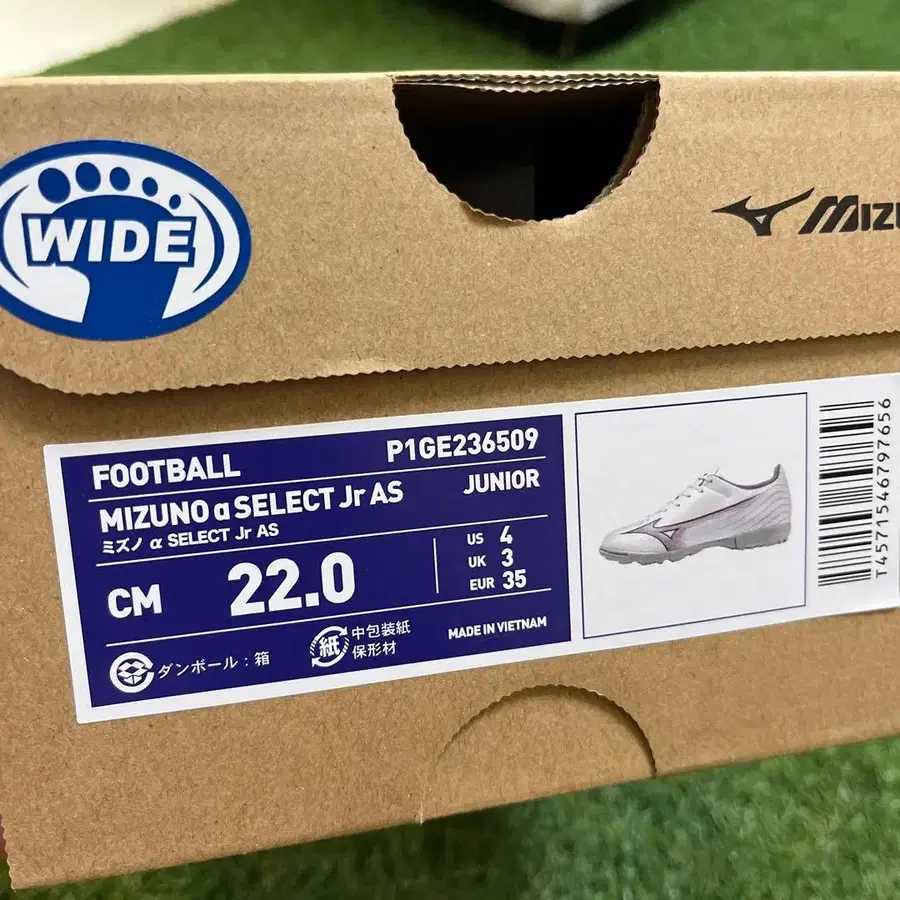 WIDE
MIZU
FOOTBALL
P1GE236509
MIZUNO α SELECT Jr AS
JUNIOR
ミズノ α SELECT Jr AS
CM 22.0
US 4
UK 3
EUR 35
ダンボール：箱
紙
中包装紙
保形材
MADE IN VIETNAM
T4571546797656